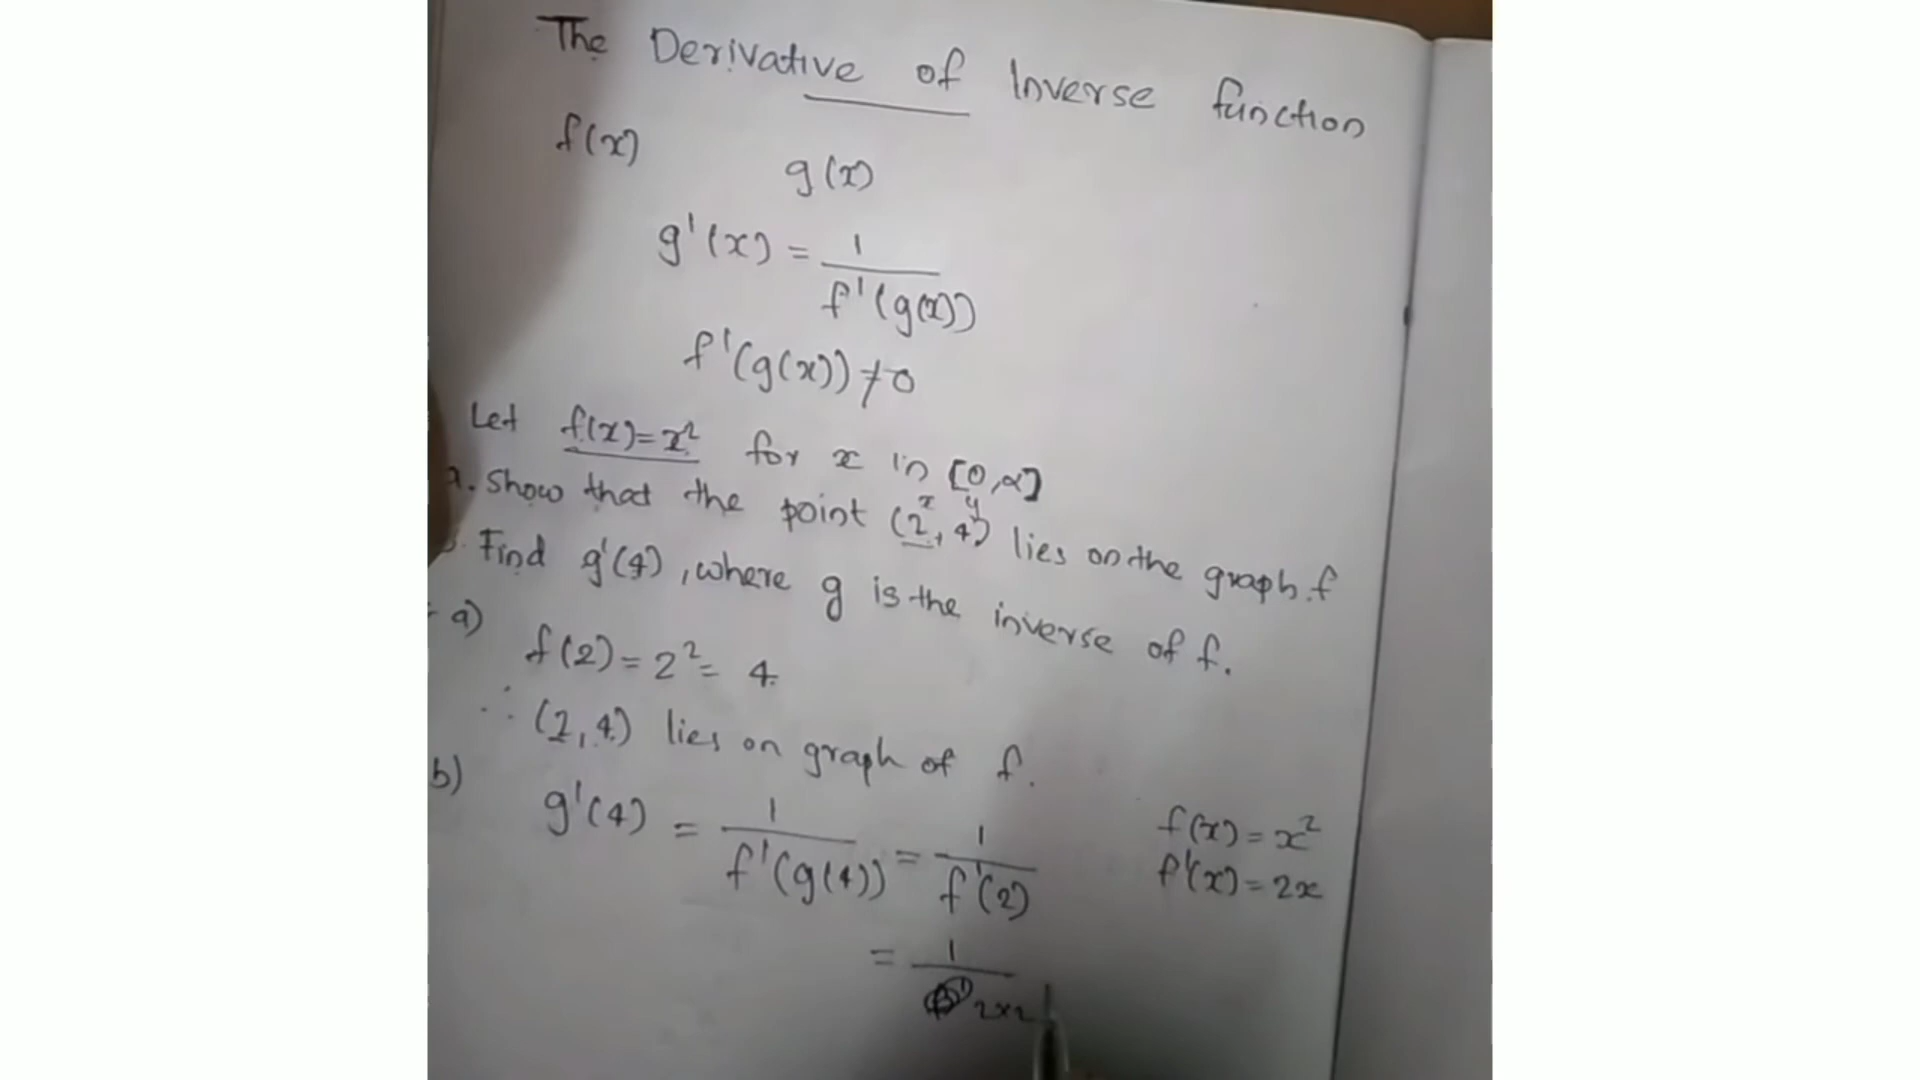 The Derivative of Inverse function
f(x) g(x)
g'(x) = 1/f'(g(x))
f'(g(x)) ≠ 0
Let f(x)=x² for x in [0,∝]
a. Show that the point (2, 4) lies on the graph f
x y
b. Find g'(4), where g is the inverse of f.
a) f(2) = 2² = 4.
∴ (2,4) lies on graph of f.
b) g'(4) = 1/f'(g(4)) = 1/f'(2)
f(x) = x²
f'(x) = 2x
= 1/2×2